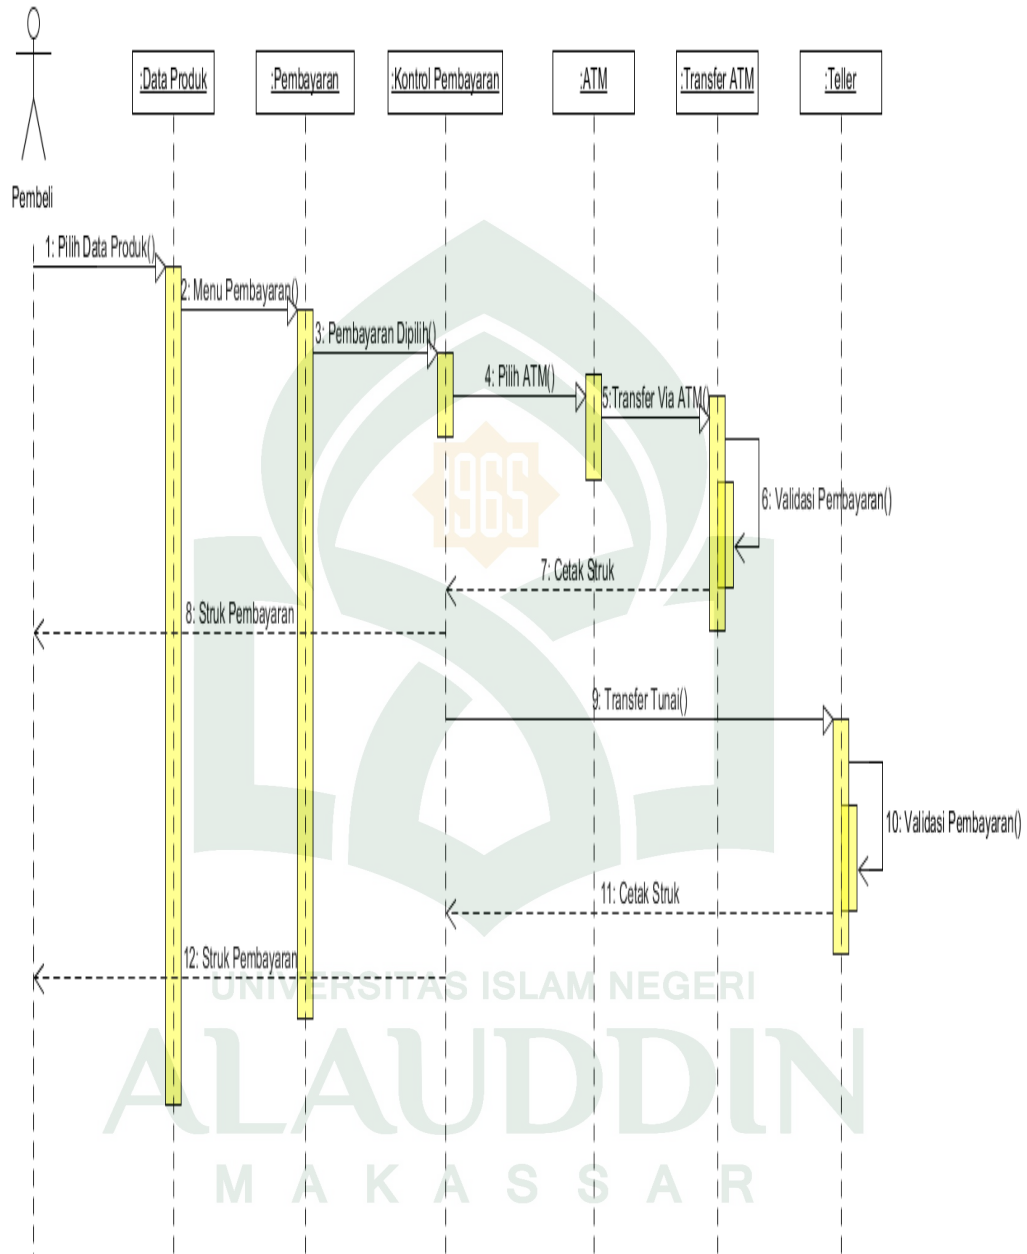 :Data Produk
:Pembayaran
:Kontrol Pembayaran
:ATM
:Transfer ATM
:Teller
Pembeli
1: Pilih Data Produk()
2: Menu Pembayaran()
3: Pembayaran Dipilih()
4: Pilih ATM()
5:Transfer Via ATM()
1965
6: Validasi Pembayaran()
7: Cetak Struk
8: Struk Pembayaran
9: Transfer Tunai()
10: Validasi Pembayaran()
11: Cetak Struk
12: Struk Pembayaran
UNIVERSITAS ISLAM NEGERI
ALAUDDIN
MAKASSAR